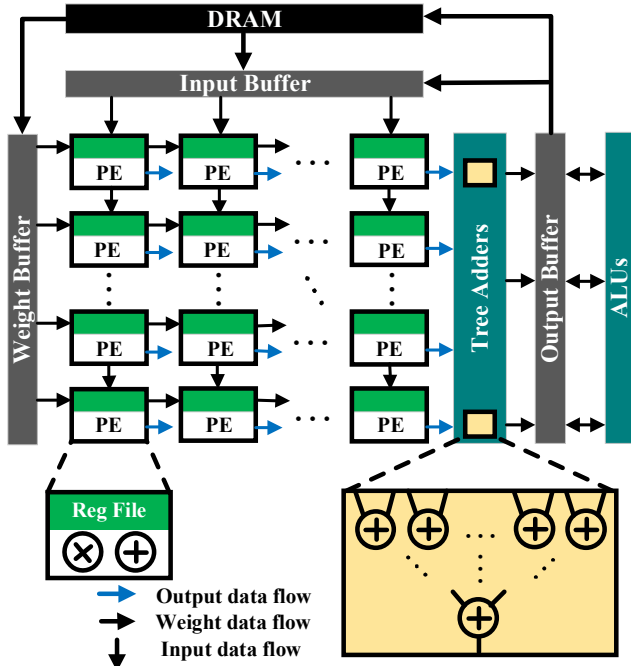 DRAM
Input Buffer
Weight Buffer
PE PE PE
PE PE PE
PE PE PE
PE PE PE
Tree Adders
Output Buffer
ALUs
Reg File
Output data flow
Weight data flow
Input data flow